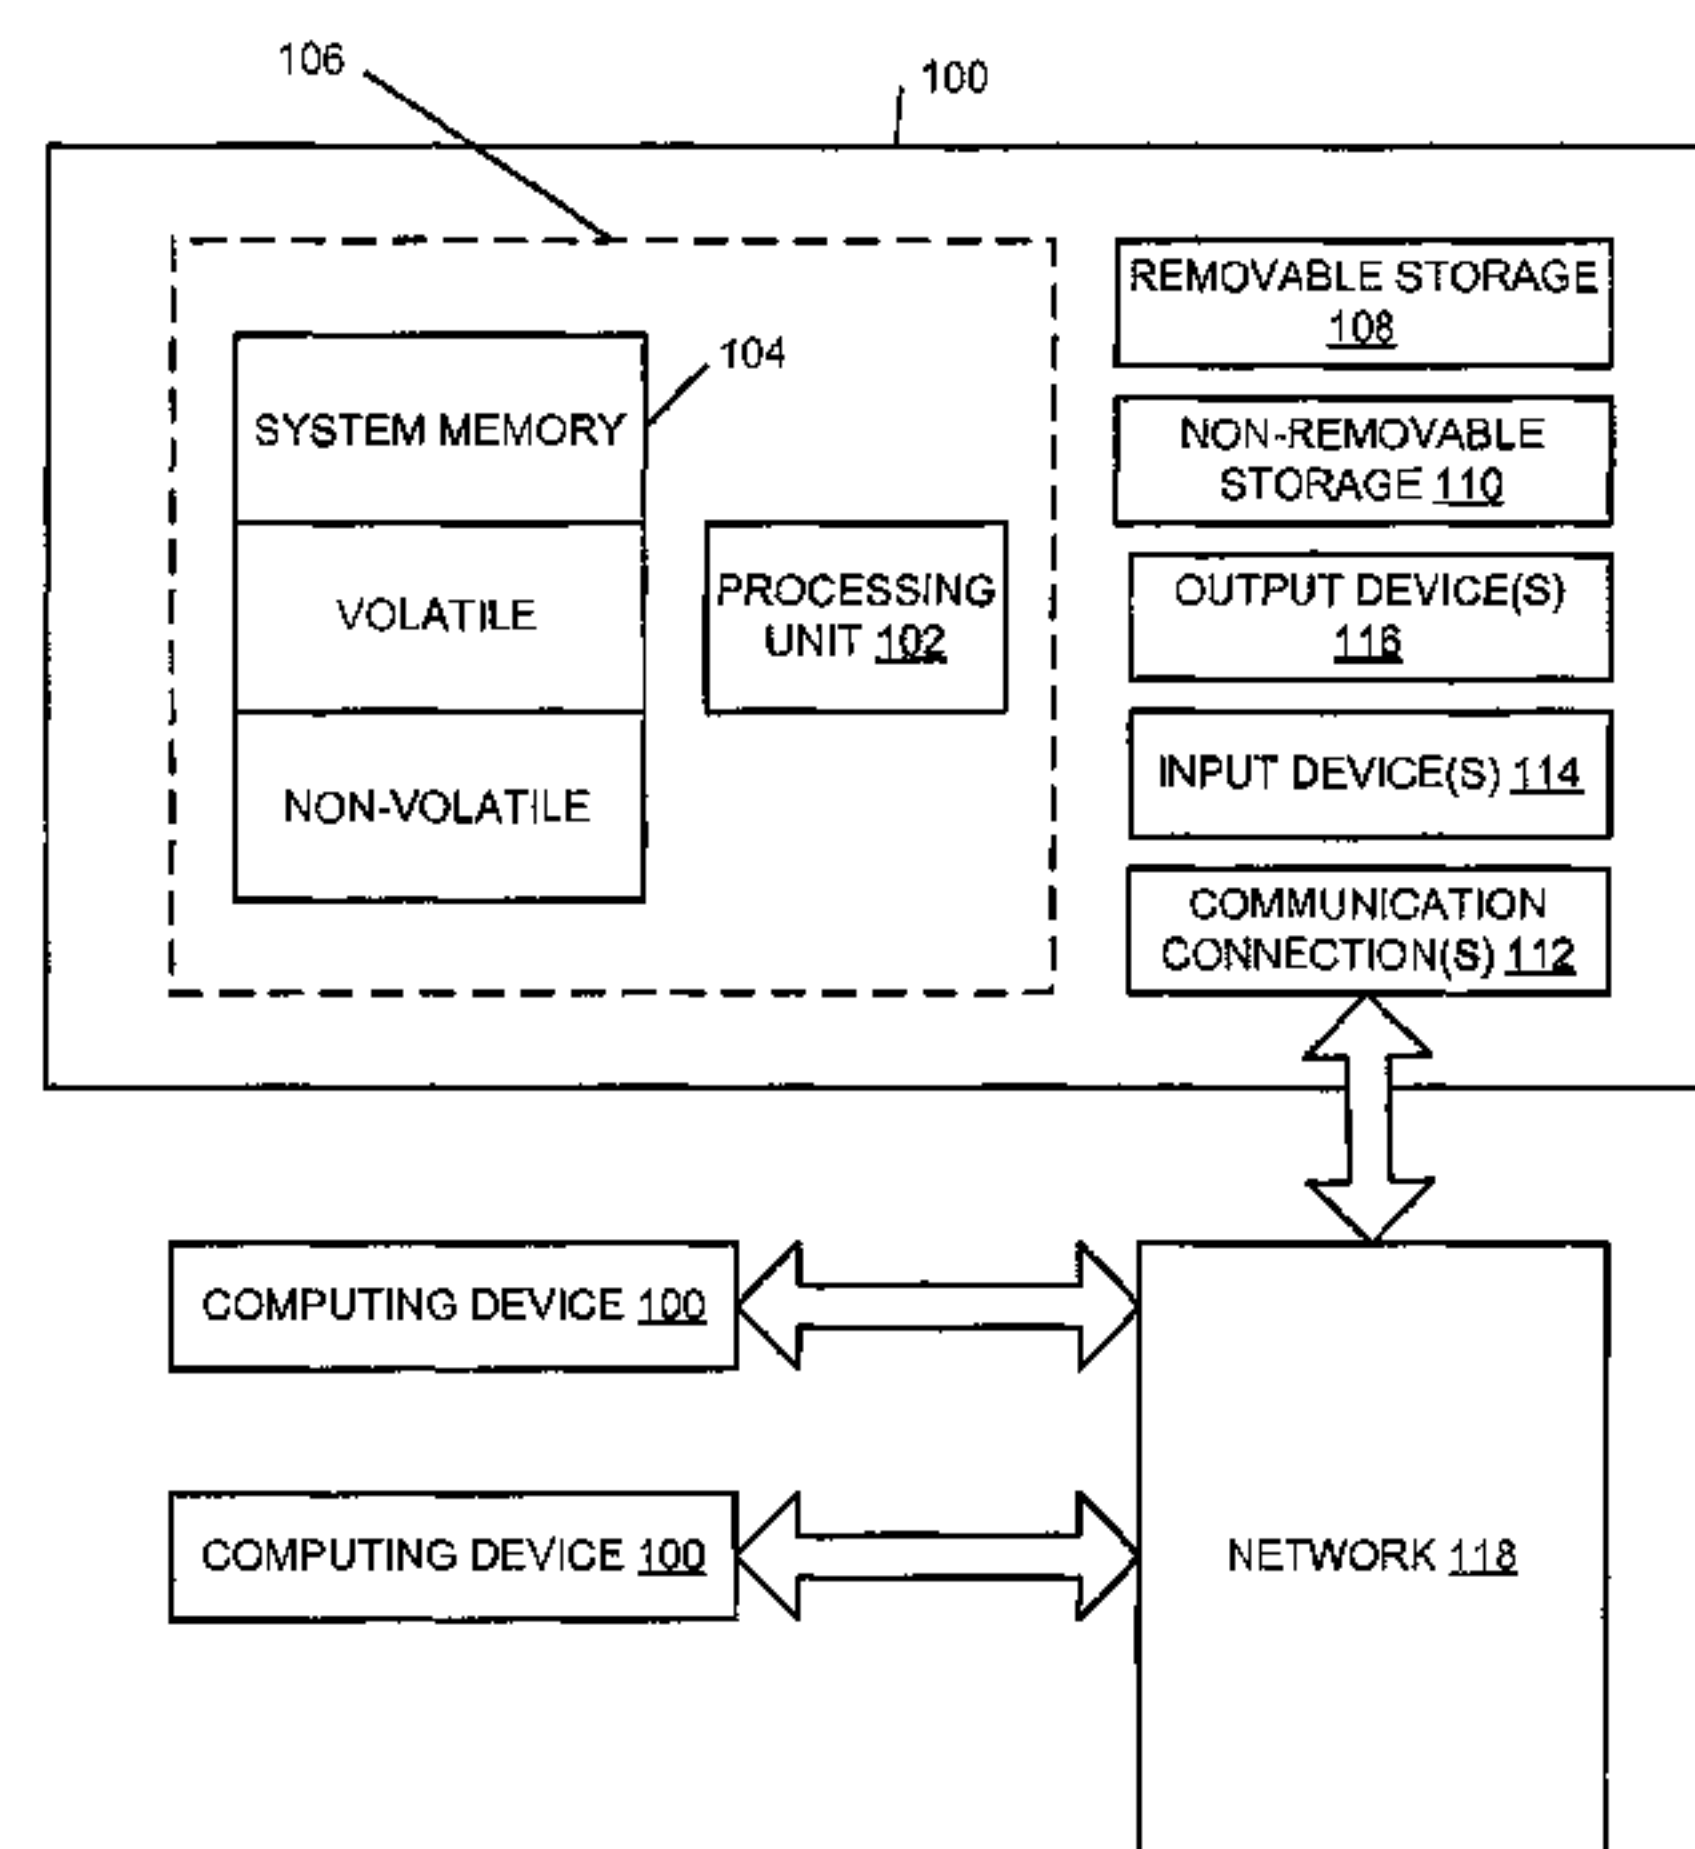 106
100
REMOVABLE STORAGE
108
104
SYSTEM MEMORY
NON-REMOVABLE
STORAGE 110
PROCESSING
UNIT 102
OUTPUT DEVICE(S)
116
VOLATILE
INPUT DEVICE(S) 114
NON-VOLATILE
COMMUNICATION
CONNECTION(S) 112
COMPUTING DEVICE 100
COMPUTING DEVICE 100
NETWORK 118